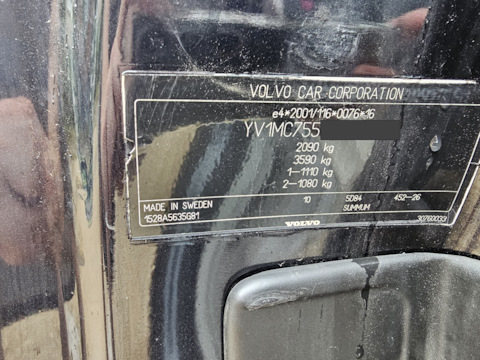 VOLVO CAR CORPORATION
e4*2001/116*0076*16
YV1MC755
2090 kg
3590 kg
1-1110 kg
2-1080 kg
10 5D84 452-26
MADE IN SWEDEN SUMMUM
1528A5635G81
VOLVO 30760031